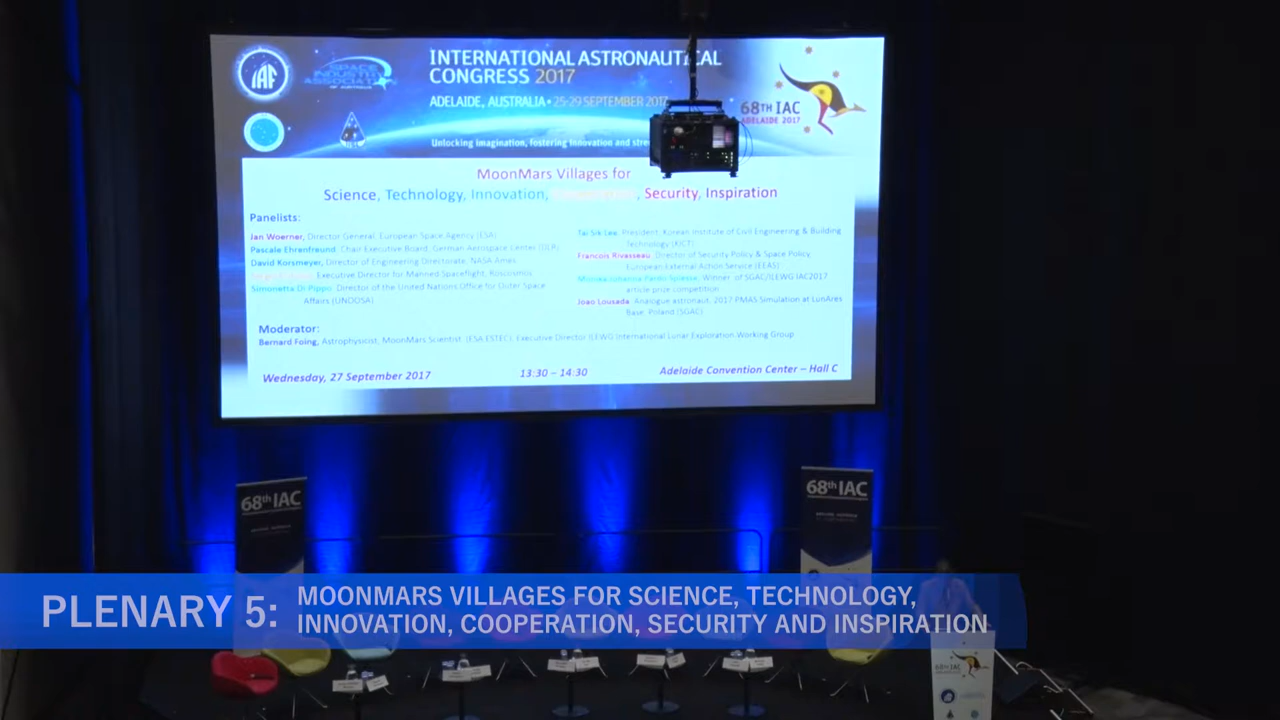 INTERNATIONAL ASTRONAUTICAL
CONGRESS 2017
IAF
SPACE
INDUSTRY
ASSOCIATION
OF AUSTRALIA
ADELAIDE, AUSTRALIA • 25-29 SEPTEMBER 2017
68TH IAC
ADELAIDE 2017
Unlocking imagination, fostering innovation and
MoonMars Villages for
Science, Technology, Innovation, , Security, Inspiration
Panelists:
Jan Woerner, Director General, European Space Agency (ESA)
Pascale Ehrenfreund, Chair Executive Board, German Aerospace Center (DLR)
David Korsmeyer, Director of Engineering Directorate, NASA Ames
Executive Director for Manned Spaceflight, Roscosmos
Simonetta Di Pippo, Director of the United Nations Office for Outer Space
Affairs (UNOOSA)
Tai Sik Lee, President, Korean Institute of Civil Engineering & Building
Technology (KICT)
Francois Rivasseau, Director of Security Policy & Space Policy,
European External Action Service (EEAS)
Winner of SGAC/ILEWG IAC2017
article prize competition
Joao Lousada, Analogue astronaut, 2017 PMAS Simulation at LunAres
Base, Poland (SGAC)
Moderator:
Bernard Foing, Astrophysicist, MoonMars Scientist (ESA ESTEC), Executive Director ILEWG International Lunar Exploration Working Group
Wednesday, 27 September 2017 13:30 – 14:30 Adelaide Convention Center – Hall C
68th IAC
68th IAC
PLENARY 5:
MOONMARS VILLAGES FOR SCIENCE, TECHNOLOGY,
INNOVATION, COOPERATION, SECURITY AND INSPIRATION
68TH IAC